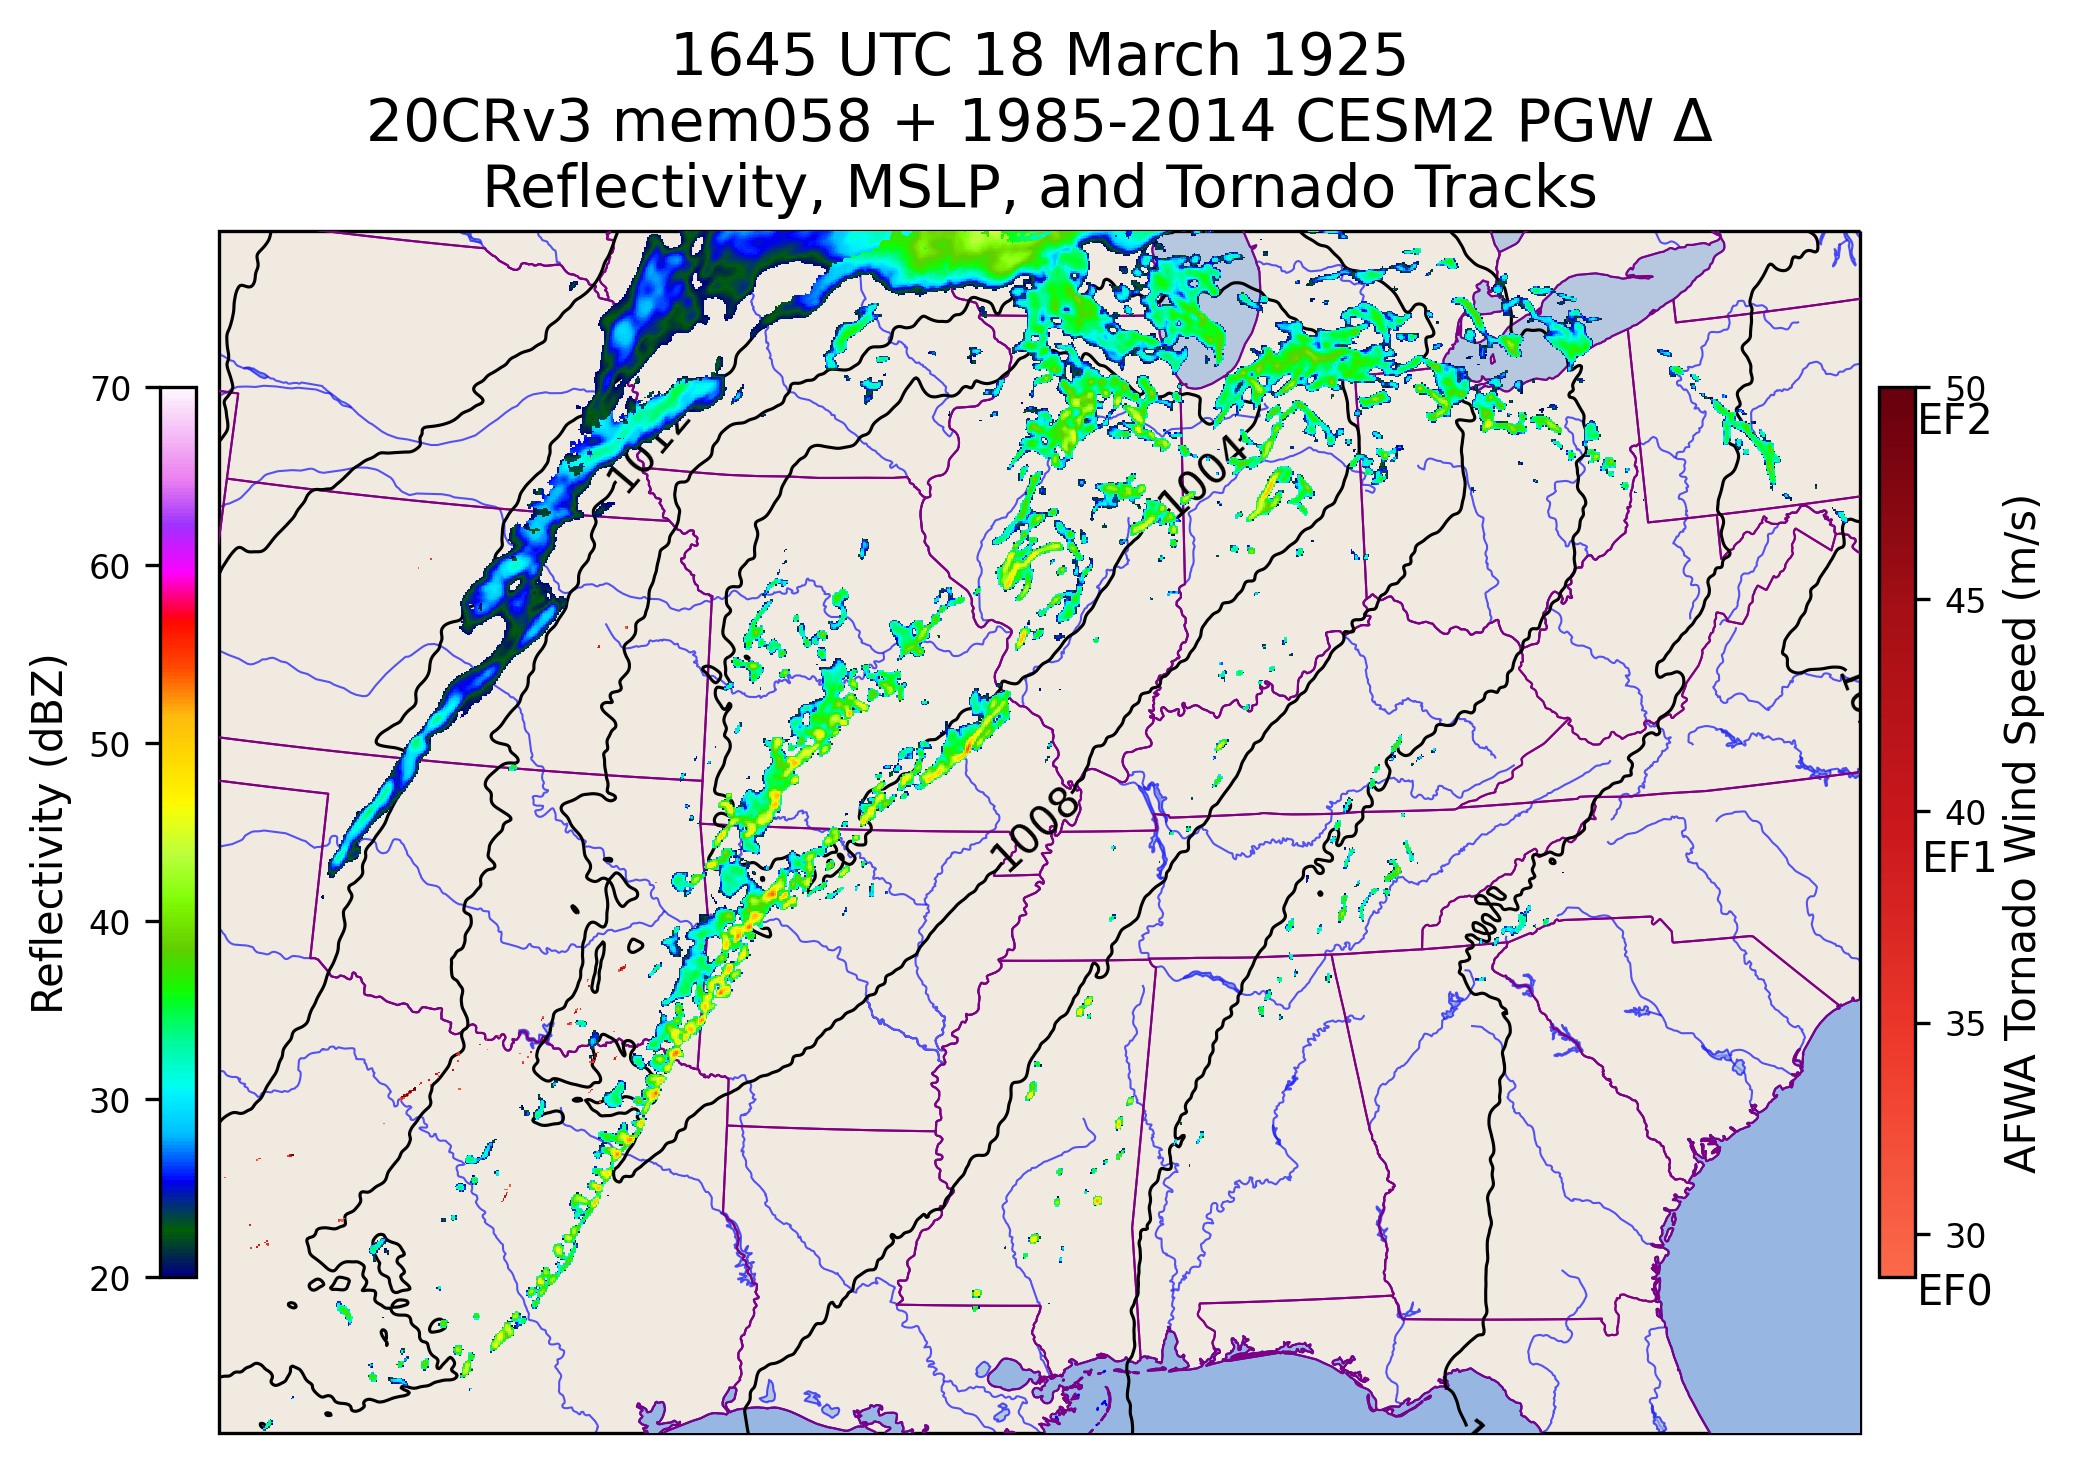 1645 UTC 18 March 1925
20CRv3 mem058 + 1985-2014 CESM2 PGW Δ
Reflectivity, MSLP, and Tornado Tracks
Reflectivity (dBZ)
70
60
50
40
30
20
1012
1004
1008
50
EF2
45
40
EF1
35
30
EF0
AFWA Tornado Wind Speed (m/s)